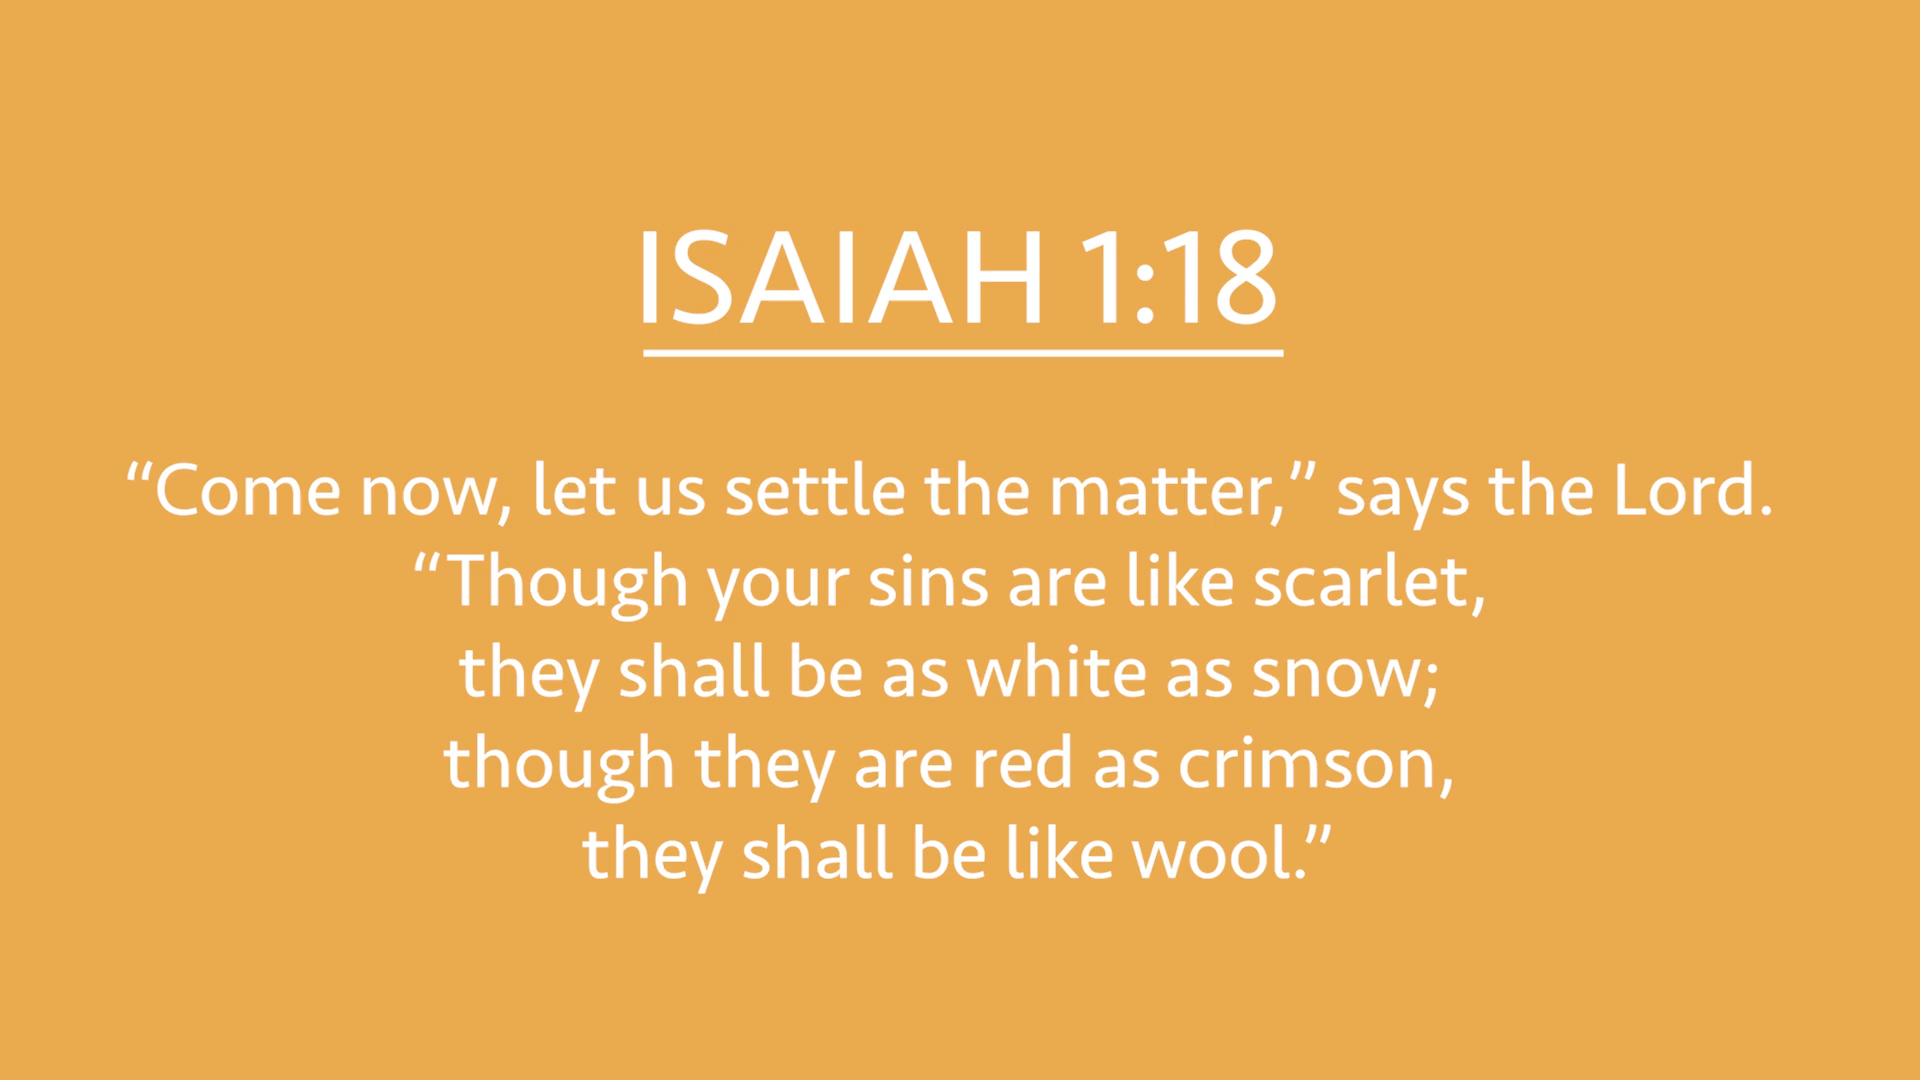 ISAIAH 1:18
“Come now, let us settle the matter,” says the Lord.
“Though your sins are like scarlet,
they shall be as white as snow;
though they are red as crimson,
they shall be like wool.”